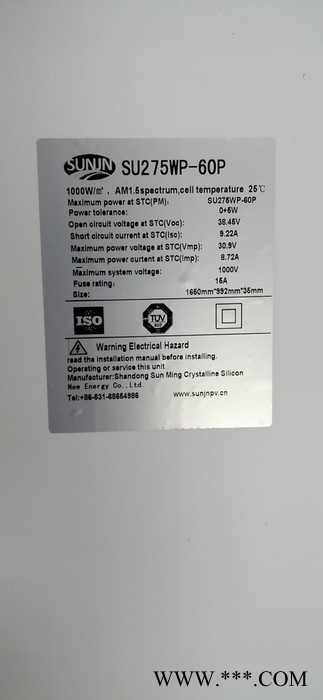 SUNJN SU275WP-60P
1000W/㎡, AM1.5spectrum,cell temperature 25℃
Maximum power at STC(PM): SU275WP-60P
Power tolerance: 0+5W
Open circuit voltage at STC(Voc): 38.45V
Short circuit current at STC(Isc): 9.22A
Maximum power voltage at STC(Vmp): 30.9V
Maximum power curtent at STC(Imp): 8.72A
Maximum system voltage: 1000V
Fuse rating: 15A
Size: 1650mm*992mm*35mm
ISO
TÜV
Warning Electrical Hazard
read the installation manual before installing.
Operating or service this unit
Manufacturer:Shandong Sun Ming Crystalline Silicon
New Energy Co.,Ltd.
Tel:+86-531-68654986 www.sunjnpv.cn
WWW.***.COM